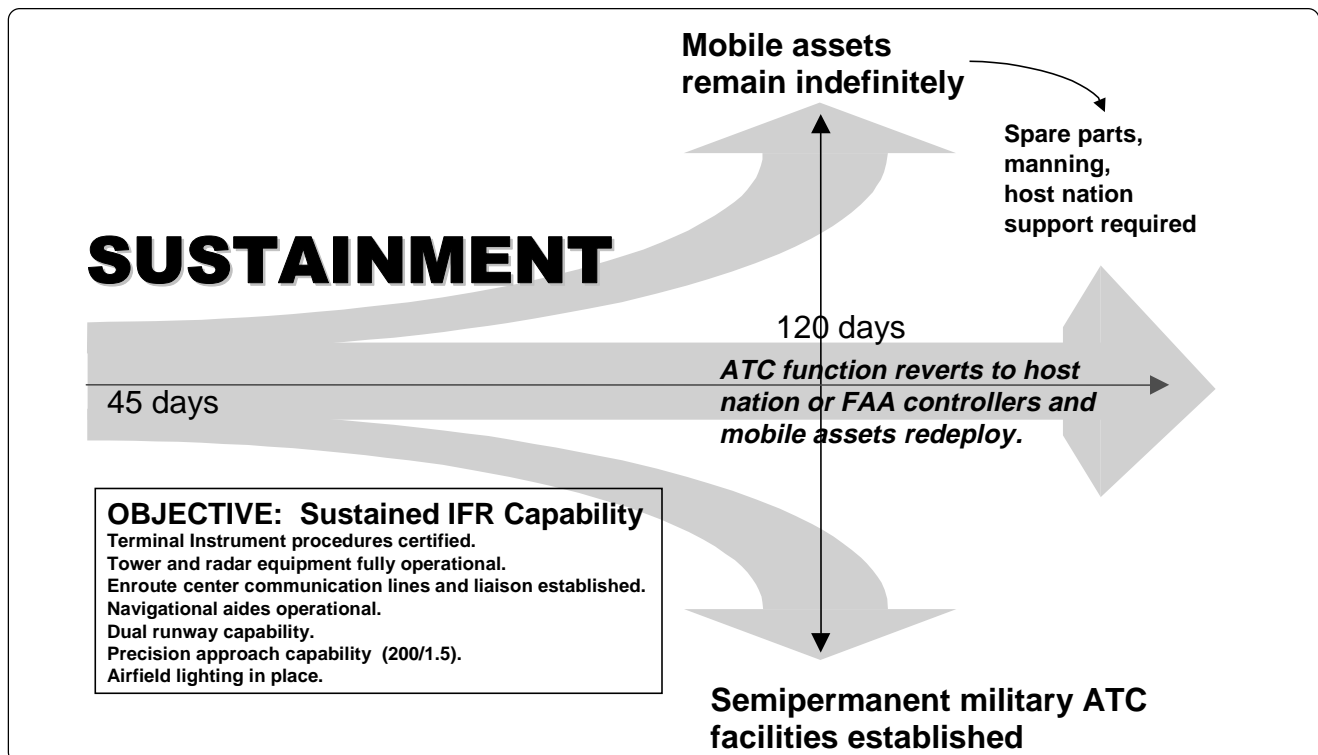 Mobile assets
remain indefinitely
Spare parts,
manning,
host nation
support required
SUSTAINMENT
120 days
ATC function reverts to host
nation or FAA controllers and
mobile assets redeploy.
45 days
OBJECTIVE: Sustained IFR Capability
Terminal Instrument procedures certified.
Tower and radar equipment fully operational.
Enroute center communication lines and liaison established.
Navigational aides operational.
Dual runway capability.
Precision approach capability (200/1.5).
Airfield lighting in place.
Semipermanent military ATC
facilities established